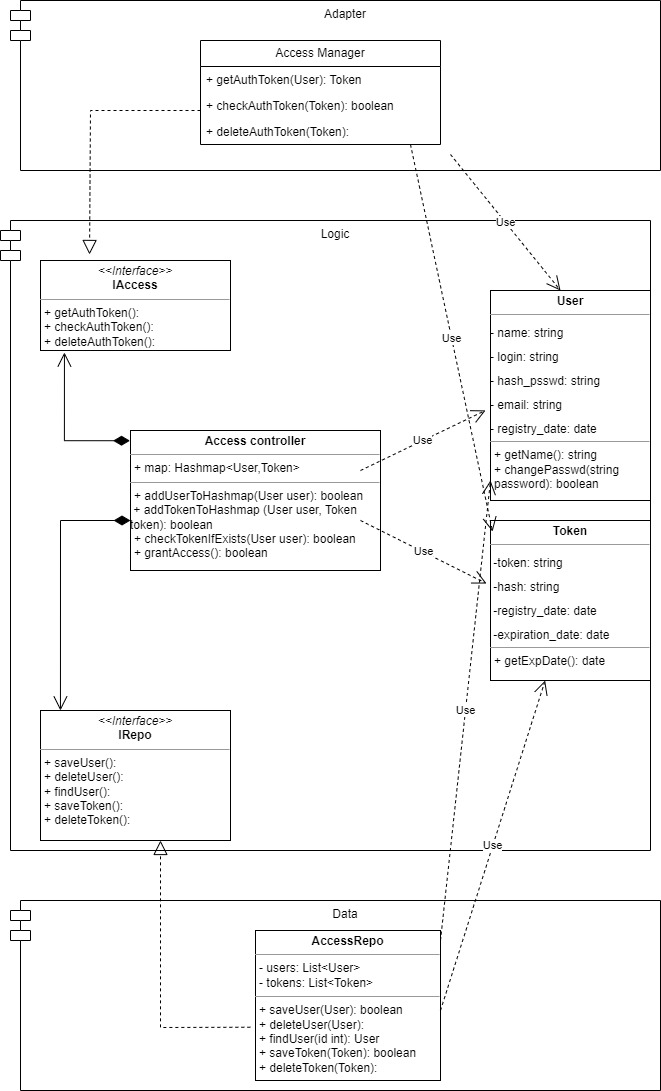 Adapter
Access Manager
+ getAuthToken(User): Token
+ checkAuthToken(Token): boolean
+ deleteAuthToken(Token):
Use
Logic
<<Interface>>
IAccess
+ getAuthToken():
+ checkAuthToken():
+ deleteAuthToken():
User
- name: string
- login: string
- hash_psswd: string
- email: string
- registry_date: date
+ getName(): string
+ changePasswd(string
password): boolean
Use
Access controller
+ map: Hashmap<User,Token>
+ addUserToHashmap(User user): boolean
+ addTokenToHashmap (User user, Token
token): boolean
+ checkTokenIfExists(User user): boolean
+ grantAccess(): boolean
Use
Use
Token
-token: string
-hash: string
-registry_date: date
-expiration_date: date
+ getExpDate(): date
<<Interface>>
IRepo
+ saveUser():
+ deleteUser():
+ findUser():
+ saveToken():
+ deleteToken():
Use
Use
Data
AccessRepo
- users: List<User>
- tokens: List<Token>
+ saveUser(User): boolean
+ deleteUser(User):
+ findUser(id int): User
+ saveToken(Token): boolean
+ deleteToken(Token):